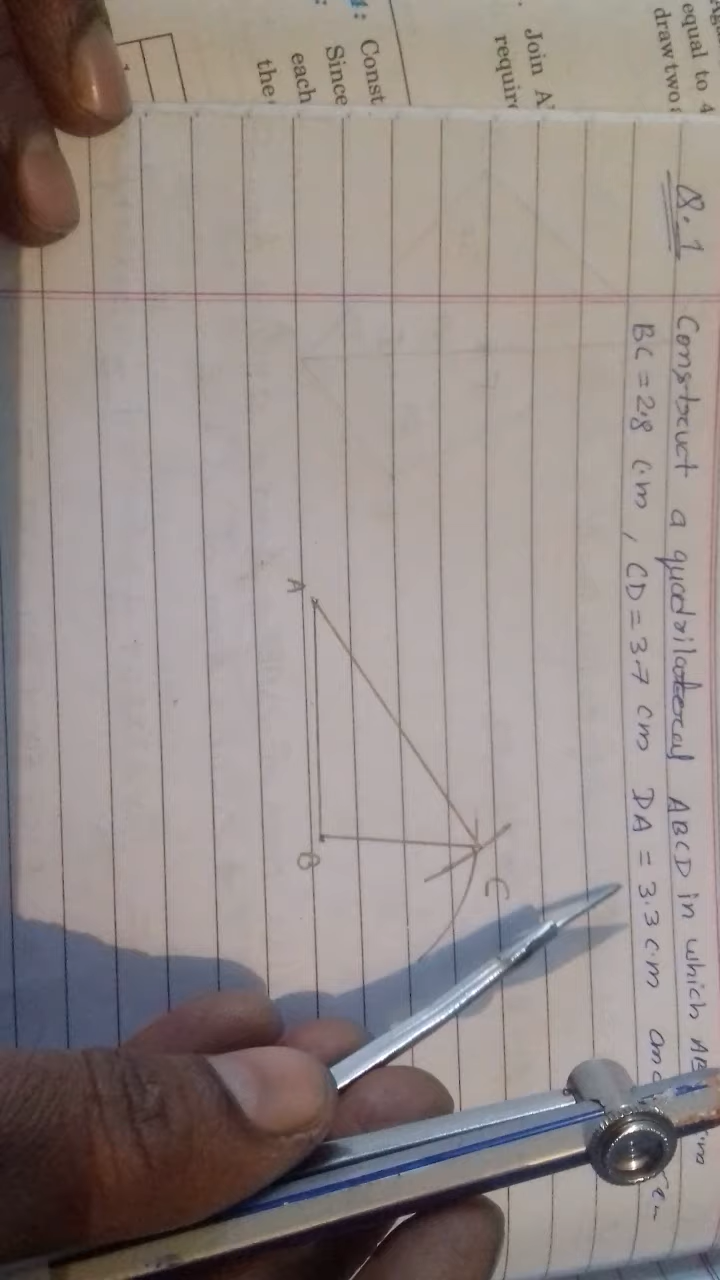 equal to 4
draw two
Join A
requir
4: Const
Since
each
the
Q.1 Construct a quadrilateral ABCD in which AB
BC = 2.8 cm, CD = 3.7 cm DA = 3.3 cm
A
B
C